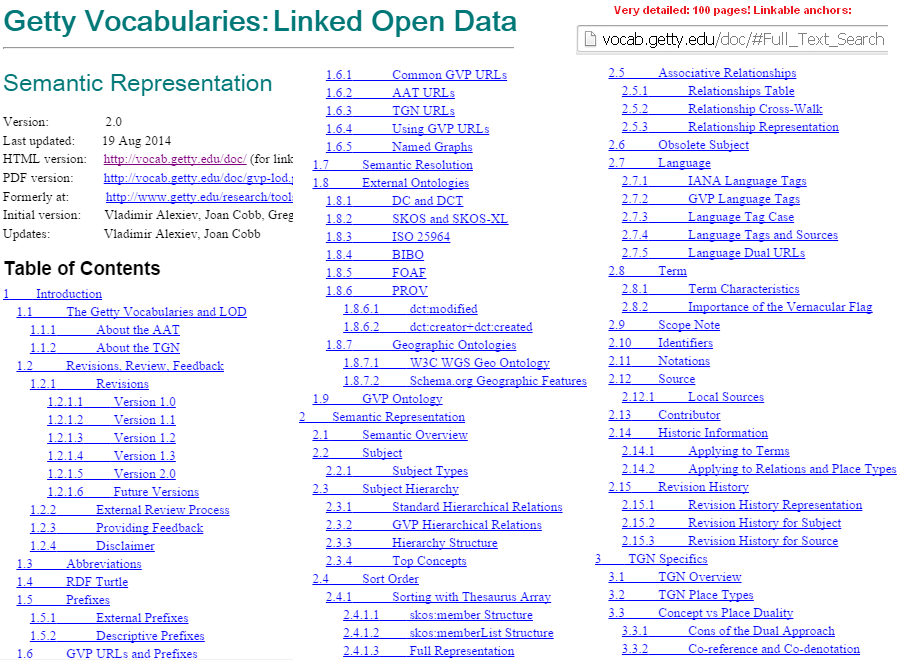 Getty Vocabularies: Linked Open Data
Semantic Representation
Version: 2.0
Last updated: 19 Aug 2014
HTML version: http://vocab.getty.edu/doc/ (for link
PDF version: http://vocab.getty.edu/doc/gvp-lod.
Formerly at: http://www.getty.edu/research/tool
Initial version: Vladimir Alexiev, Joan Cobb, Greg
Updates: Vladimir Alexiev, Joan Cobb
Table of Contents
1 Introduction
1.1 The Getty Vocabularies and LOD
1.1.1 About the AAT
1.1.2 About the TGN
1.2 Revisions, Review, Feedback
1.2.1 Revisions
1.2.1.1 Version 1.0
1.2.1.2 Version 1.1
1.2.1.3 Version 1.2
1.2.1.4 Version 1.3
1.2.1.5 Version 2.0
1.2.1.6 Future Versions
1.2.2 External Review Process
1.2.3 Providing Feedback
1.2.4 Disclaimer
1.3 Abbreviations
1.4 RDF Turtle
1.5 Prefixes
1.5.1 External Prefixes
1.5.2 Descriptive Prefixes
1.6 GVP URLs and Prefixes
1.6.1 Common GVP URLs
1.6.2 AAT URLs
1.6.3 TGN URLs
1.6.4 Using GVP URLs
1.6.5 Named Graphs
1.7 Semantic Resolution
1.8 External Ontologies
1.8.1 DC and DCT
1.8.2 SKOS and SKOS-XL
1.8.3 ISO 25964
1.8.4 BIBO
1.8.5 FOAF
1.8.6 PROV
1.8.6.1 dct:modified
1.8.6.2 dct:creator+dct:created
1.8.7 Geographic Ontologies
1.8.7.1 W3C WGS Geo Ontology
1.8.7.2 Schema.org Geographic Features
1.9 GVP Ontology
2 Semantic Representation
2.1 Semantic Overview
2.2 Subject
2.2.1 Subject Types
2.3 Subject Hierarchy
2.3.1 Standard Hierarchical Relations
2.3.2 GVP Hierarchical Relations
2.3.3 Hierarchy Structure
2.3.4 Top Concepts
2.4 Sort Order
2.4.1 Sorting with Thesaurus Array
2.4.1.1 skos:member Structure
2.4.1.2 skos:memberList Structure
2.4.1.3 Full Representation
Very detailed: 100 pages! Linkable anchors:
vocab.getty.edu/doc/#Full_Text_Search
2.5 Associative Relationships
2.5.1 Relationships Table
2.5.2 Relationship Cross-Walk
2.5.3 Relationship Representation
2.6 Obsolete Subject
2.7 Language
2.7.1 IANA Language Tags
2.7.2 GVP Language Tags
2.7.3 Language Tag Case
2.7.4 Language Tags and Sources
2.7.5 Language Dual URLs
2.8 Term
2.8.1 Term Characteristics
2.8.2 Importance of the Vernacular Flag
2.9 Scope Note
2.10 Identifiers
2.11 Notations
2.12 Source
2.12.1 Local Sources
2.13 Contributor
2.14 Historic Information
2.14.1 Applying to Terms
2.14.2 Applying to Relations and Place Types
2.15 Revision History
2.15.1 Revision History Representation
2.15.2 Revision History for Subject
2.15.3 Revision History for Source
3 TGN Specifics
3.1 TGN Overview
3.2 TGN Place Types
3.3 Concept vs Place Duality
3.3.1 Cons of the Dual Approach
3.3.2 Co-reference and Co-denotation